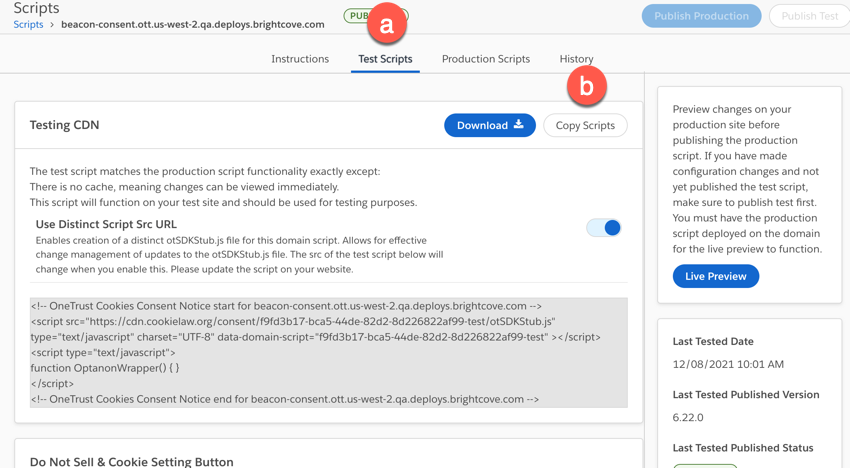 Scripts
Scripts > beacon-consent.ott.us-west-2.qa.deploys.brightcove.com
a
Publish Production
Publish Test
Instructions
Test Scripts
Production Scripts
History
b
Testing CDN
Download
Copy Scripts
The test script matches the production script functionality exactly except:
There is no cache, meaning changes can be viewed immediately.
This script will function on your test site and should be used for testing purposes.
Use Distinct Script Src URL
Enables creation of a distinct otSDKStub.js file for this domain script. Allows for effective
change management of updates to the otSDKStub.js file. The src of the test script below will
change when you enable this. Please update the script on your website.
<!-- OneTrust Cookies Consent Notice start for beacon-consent.ott.us-west-2.qa.deploys.brightcove.com -->
<script src="https://cdn.cookielaw.org/consent/f9fd3b17-bca5-44de-82d2-8d226822af99-test/otSDKStub.js"
type="text/javascript" charset="UTF-8" data-domain-script="f9fd3b17-bca5-44de-82d2-8d226822af99-test" ></script>
<script type="text/javascript">
function OptanonWrapper() { }
</script>
<!-- OneTrust Cookies Consent Notice end for beacon-consent.ott.us-west-2.qa.deploys.brightcove.com -->
Do Not Sell & Cookie Setting Button
Preview changes on your
production site before
publishing the production
script. If you have made
configuration changes and not
yet published the test script,
make sure to publish test first.
You must have the production
script deployed on the domain
for the live preview to function.
Live Preview
Last Tested Date
12/08/2021 10:01 AM
Last Tested Published Version
6.22.0
Last Tested Published Status